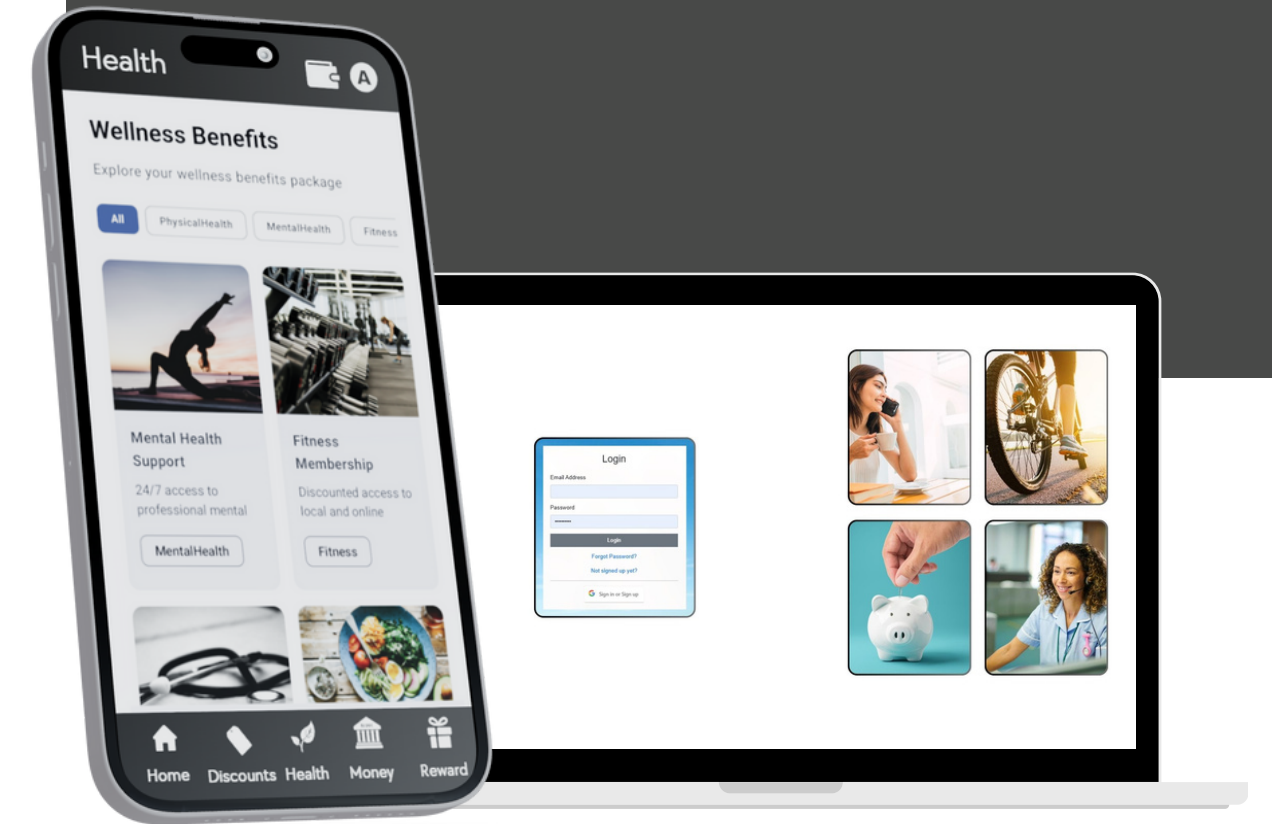 Health
A
Wellness Benefits
Explore your wellness benefits package
All
PhysicalHealth
MentalHealth
Fitness
Mental Health
Support
24/7 access to
professional mental
MentalHealth
Fitness
Membership
Discounted access to
local and online
Fitness
Home
Discounts
Health
Money
Reward
Login
Email Address
Password
Login
Forgot Password?
Not signed up yet?
G Sign in or Sign up